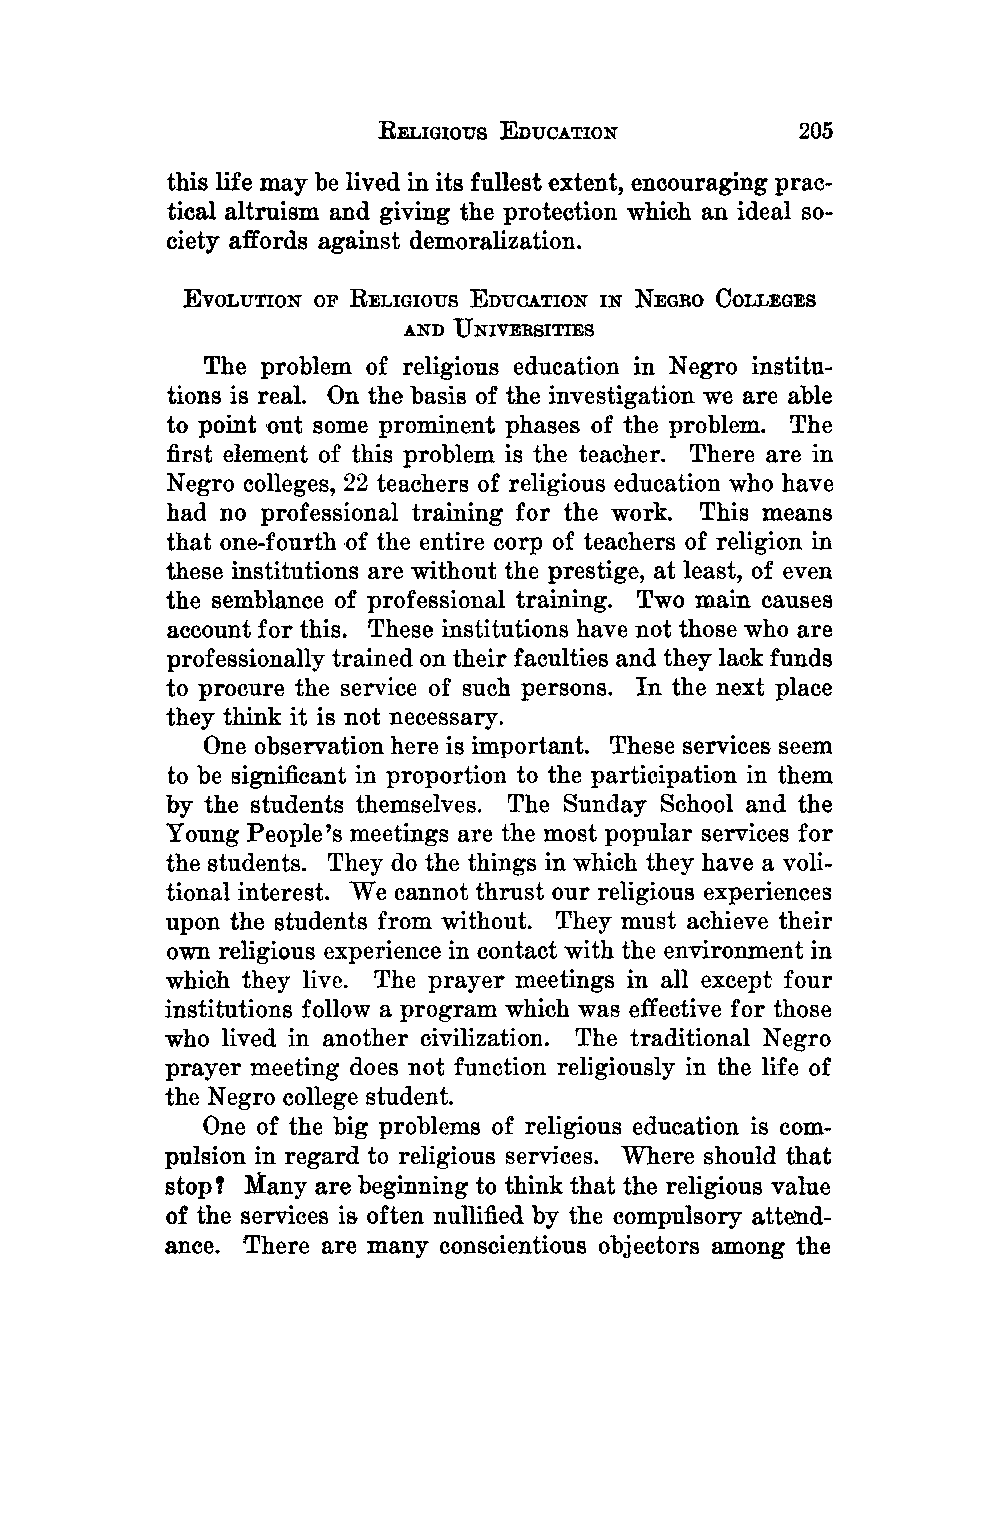 Religious Education 205
this life may be lived in its fullest extent, encouraging prac-
tical altruism and giving the protection which an ideal so-
ciety affords against demoralization.
Evolution of Religious Education in Negro Colleges
and Universities
The problem of religious education in Negro institu-
tions is real. On the basis of the investigation we are able
to point out some prominent phases of the problem. The
first element of this problem is the teacher. There are in
Negro colleges, 22 teachers of religious education who have
had no professional training for the work. This means
that one-fourth of the entire corp of teachers of religion in
these institutions are without the prestige, at least, of even
the semblance of professional training. Two main causes
account for this. These institutions have not those who are
professionally trained on their faculties and they lack funds
to procure the service of such persons. In the next place
they think it is not necessary.
One observation here is important. These services seem
to be significant in proportion to the participation in them
by the students themselves. The Sunday School and the
Young People's meetings are the most popular services for
the students. They do the things in which they have a voli-
tional interest. We cannot thrust our religious experiences
upon the students from without. They must achieve their
own religious experience in contact with the environment in
which they live. The prayer meetings in all except four
institutions follow a program which was effective for those
who lived in another civilization. The traditional Negro
prayer meeting does not function religiously in the life of
the Negro college student.
One of the big problems of religious education is com-
pulsion in regard to religious services. Where should that
stop? Many are beginning to think that the religious value
of the services is often nullified by the compulsory attend-
ance. There are many conscientious objectors among the